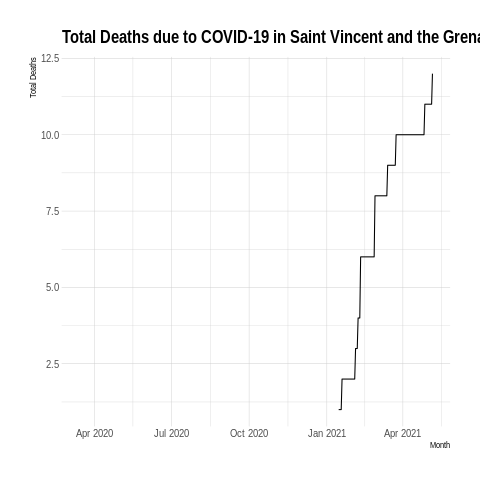 Total Deaths due to COVID-19 in Saint Vincent and the Grena
Total Deaths
12.5
10.0
7.5
5.0
2.5
Apr 2020 Jul 2020 Oct 2020 Jan 2021 Apr 2021
Month